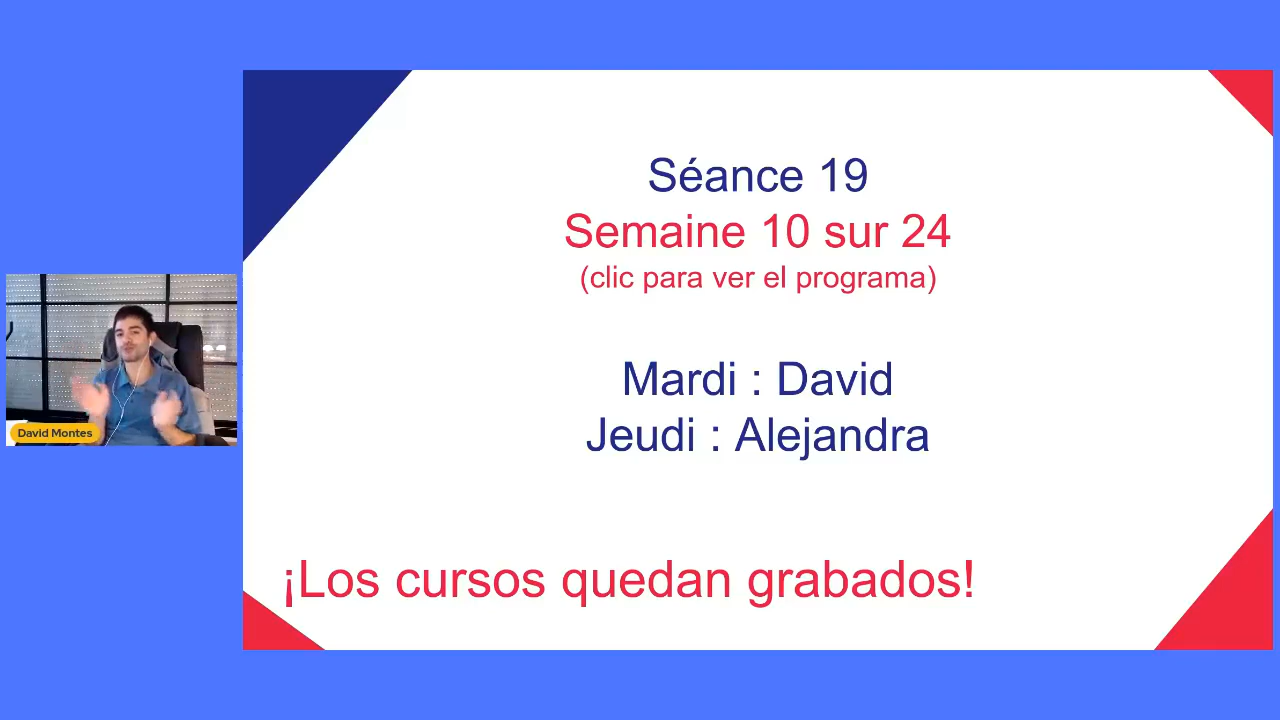 Séance 19
Semaine 10 sur 24
(clic para ver el programa)
Mardi : David
Jeudi : Alejandra
David Montes
¡Los cursos quedan grabados!